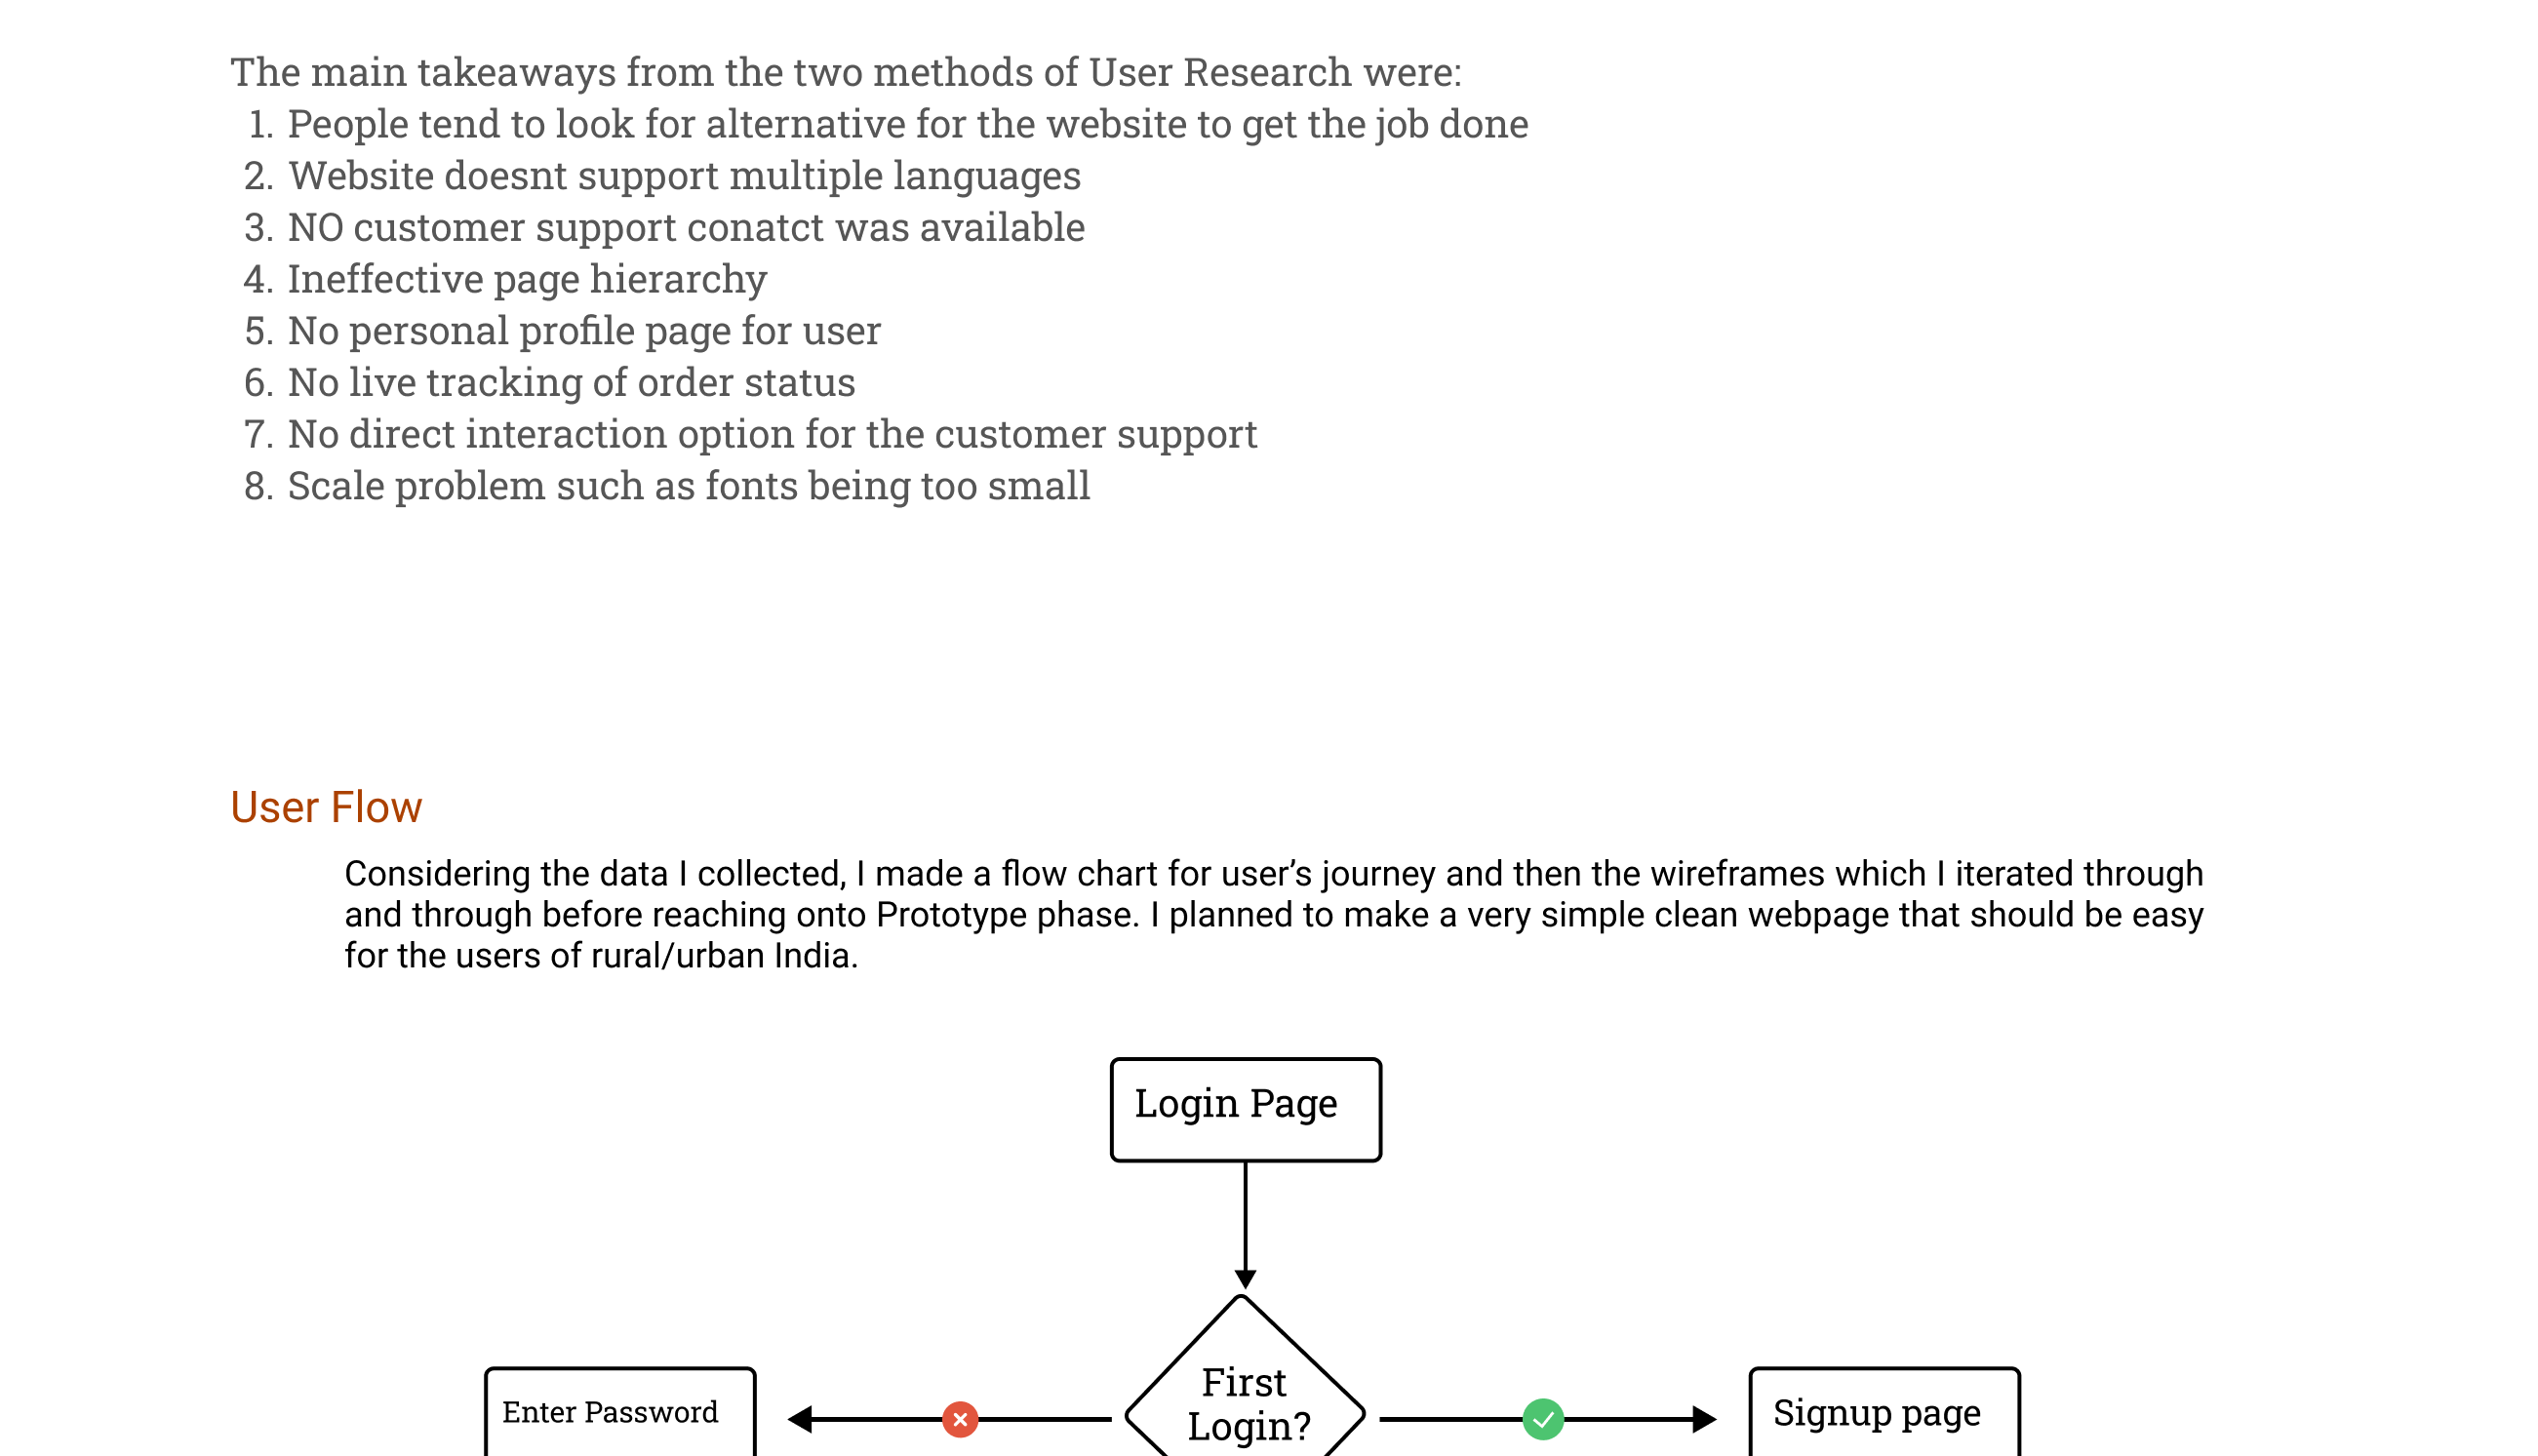 The main takeaways from the two methods of User Research were:
1. People tend to look for alternative for the website to get the job done
2. Website doesnt support multiple languages
3. NO customer support conatct was available
4. Ineffective page hierarchy
5. No personal profile page for user
6. No live tracking of order status
7. No direct interaction option for the customer support
8. Scale problem such as fonts being too small
User Flow
Considering the data I collected, I made a flow chart for user’s journey and then the wireframes which I iterated through
and through before reaching onto Prototype phase. I planned to make a very simple clean webpage that should be easy
for the users of rural/urban India.
Login Page
First
Login?
Enter Password
Signup page